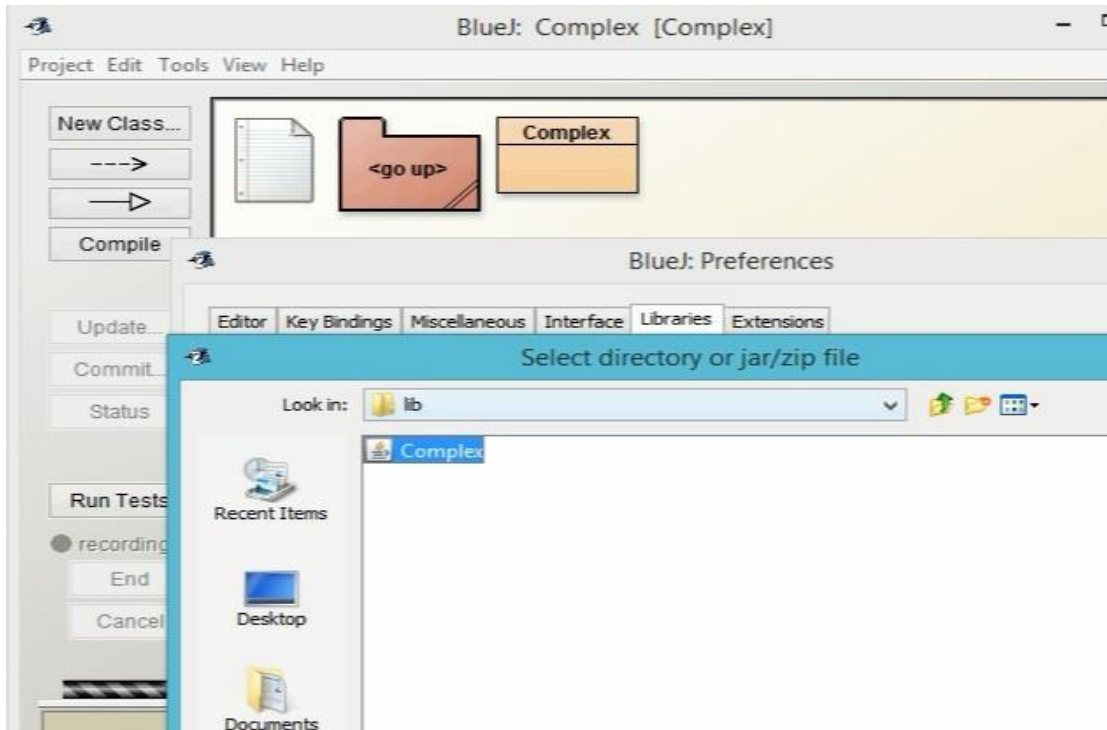 BlueJ: Complex [Complex]
Project Edit Tools View Help
New Class...
Complex
<go up>
Compile
BlueJ: Preferences
Update...
Editor Key Bindings Miscellaneous Interface Libraries Extensions
Commit...
Select directory or jar/zip file
Status
Look in: lib
Complex
Run Tests
Recent Items
recording
End
Cancel
Desktop
Documents